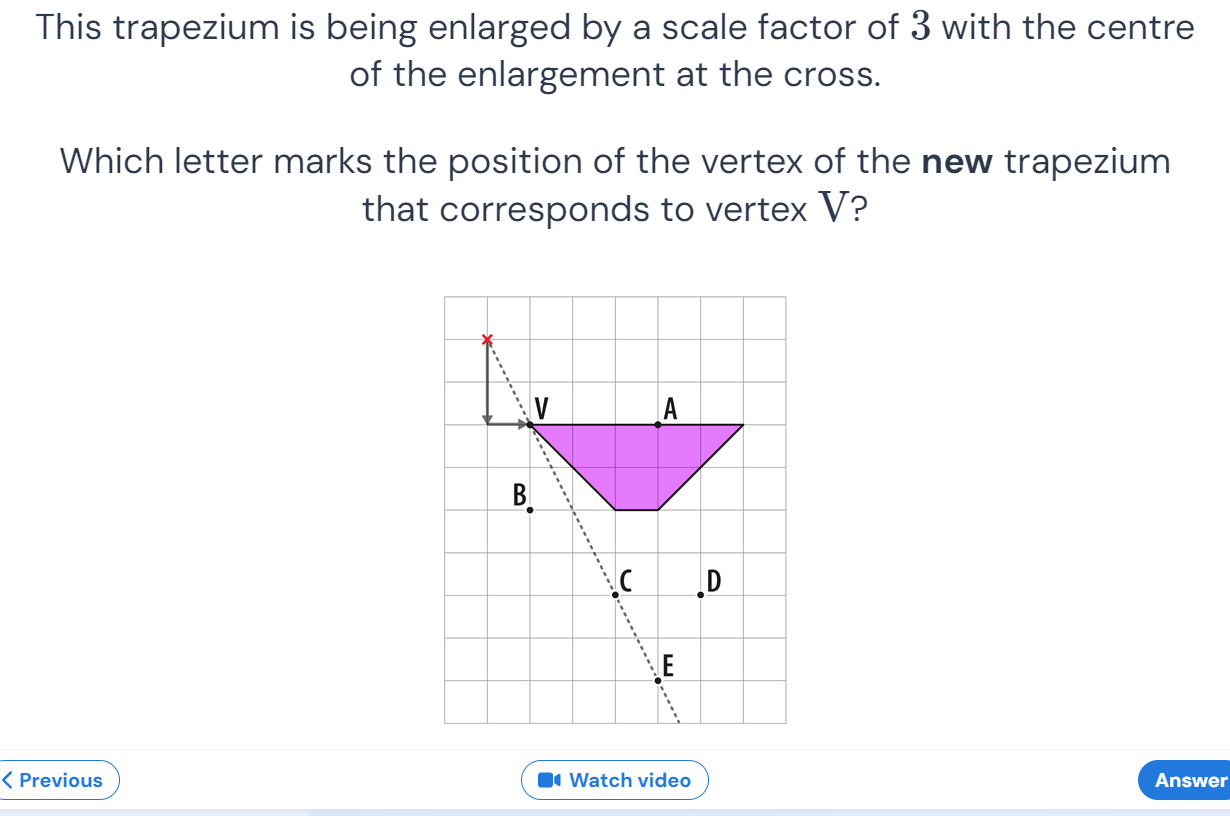 This trapezium is being enlarged by a scale factor of 3 with the centre
of the enlargement at the cross.
Which letter marks the position of the vertex of the new trapezium
that corresponds to vertex V?
V
A
B
C
D
E
Previous
Watch video
Answer